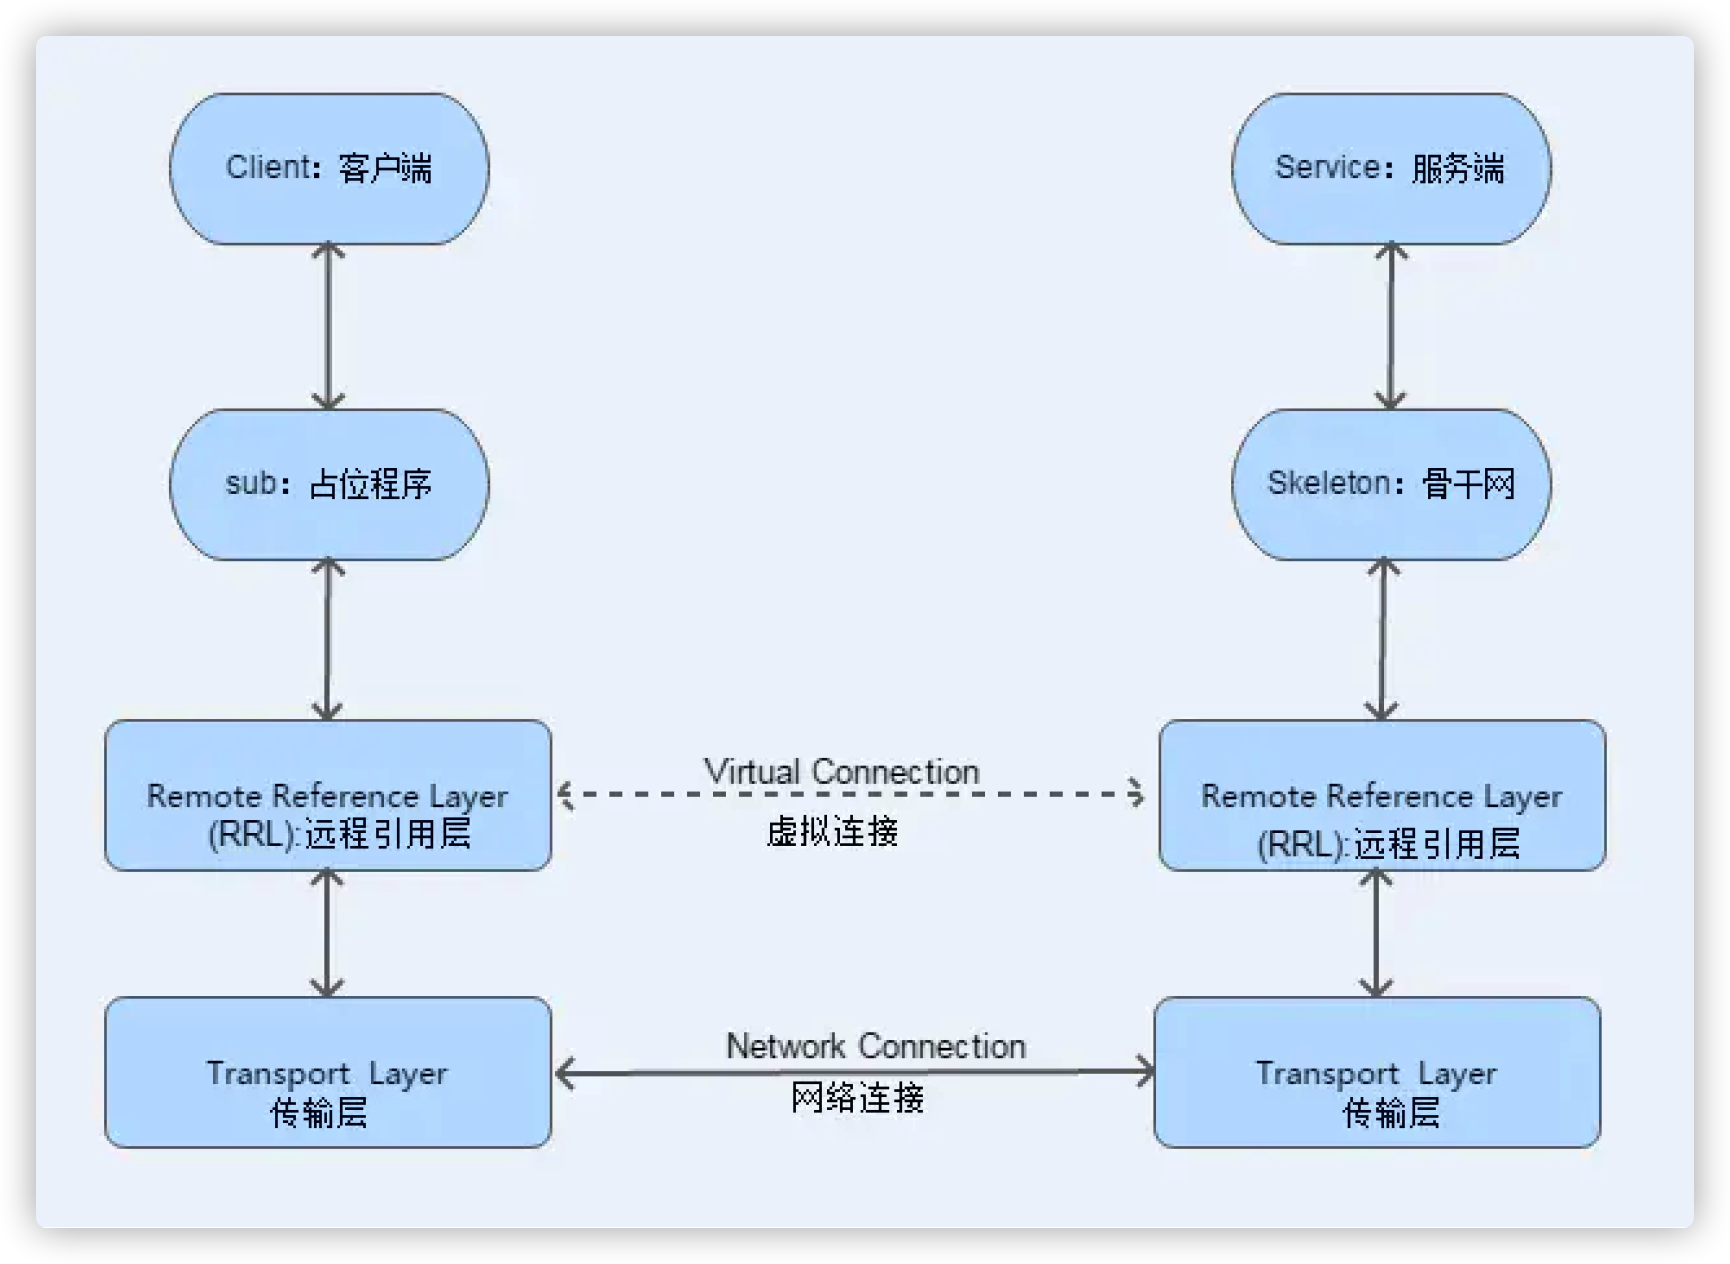 Client：客户端
Service：服务端
sub：占位程序
Skeleton：骨干网
Remote Reference Layer
(RRL):远程引用层
Virtual Connection
虚拟连接
Remote Reference Layer
(RRL):远程引用层
Transport Layer
传输层
Network Connection
网络连接
Transport Layer
传输层